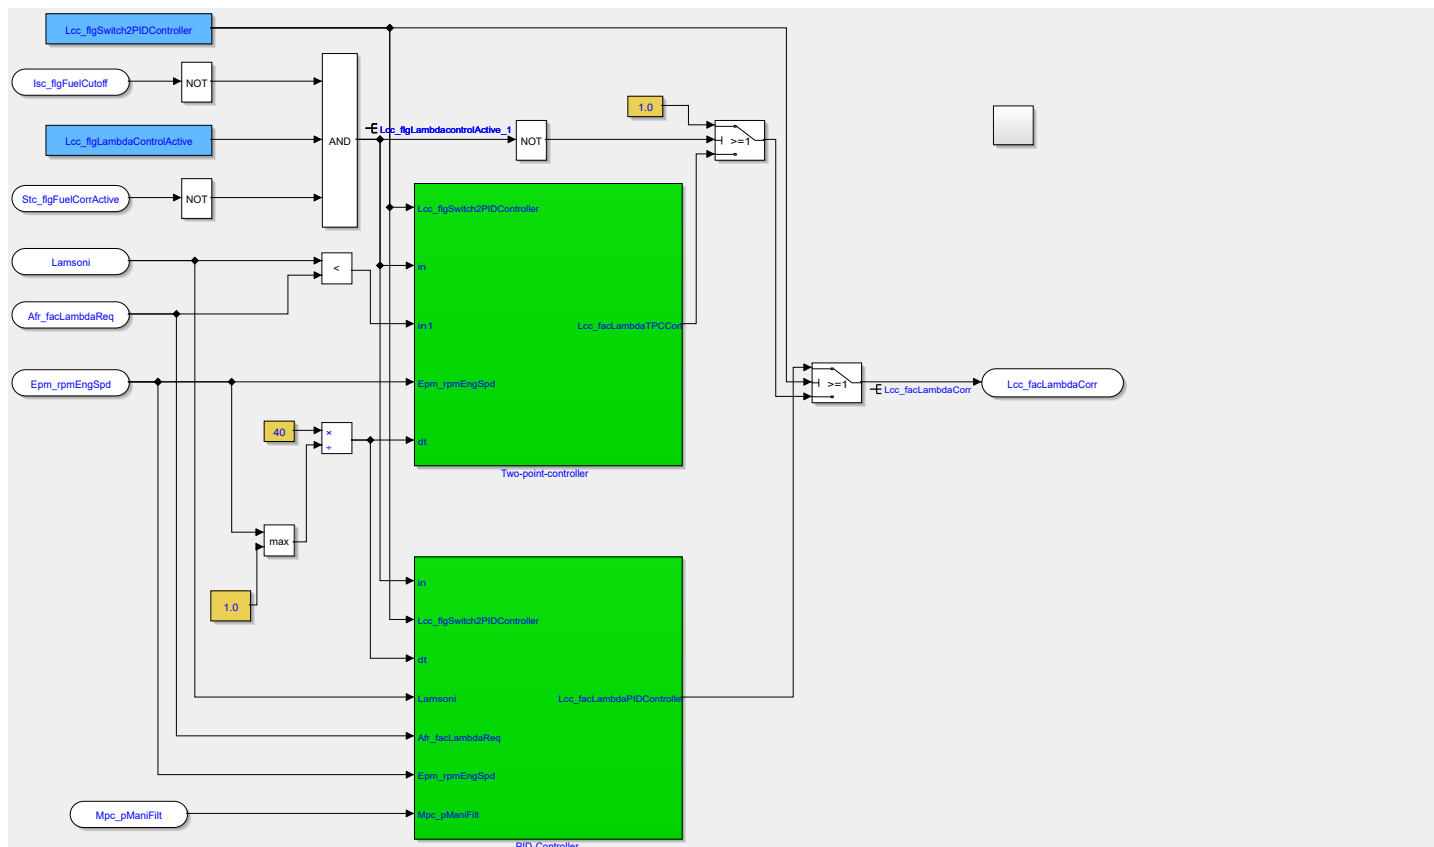 Lcc_flgSwitch2PIDController
Isc_flgFuelCutoff
NOT
Lcc_flgLambdaControlActive
AND
Lcc_flgLambdacontrolActive_1
NOT
1.0
>=1
Stc_flgFuelCorrActive
NOT
Lcc_flgSwitch2PIDController
Lamsoni
<
in
Afr_facLambdaReq
in1
Lcc_facLambdaTPCCorr
Epm_rpmEngSpd
Epm_rpmEngSpd
>=1
Lcc_facLambdaCorr
Lcc_facLambdaCorr
40
×
÷
dt
Two-point-controller
max
1.0
in
Lcc_flgSwitch2PIDController
dt
Lamsoni
Lcc_facLambdaPIDController
Afr_facLambdaReq
Epm_rpmEngSpd
Mpc_pManiFilt
Mpc_pManiFilt
PID-Controller